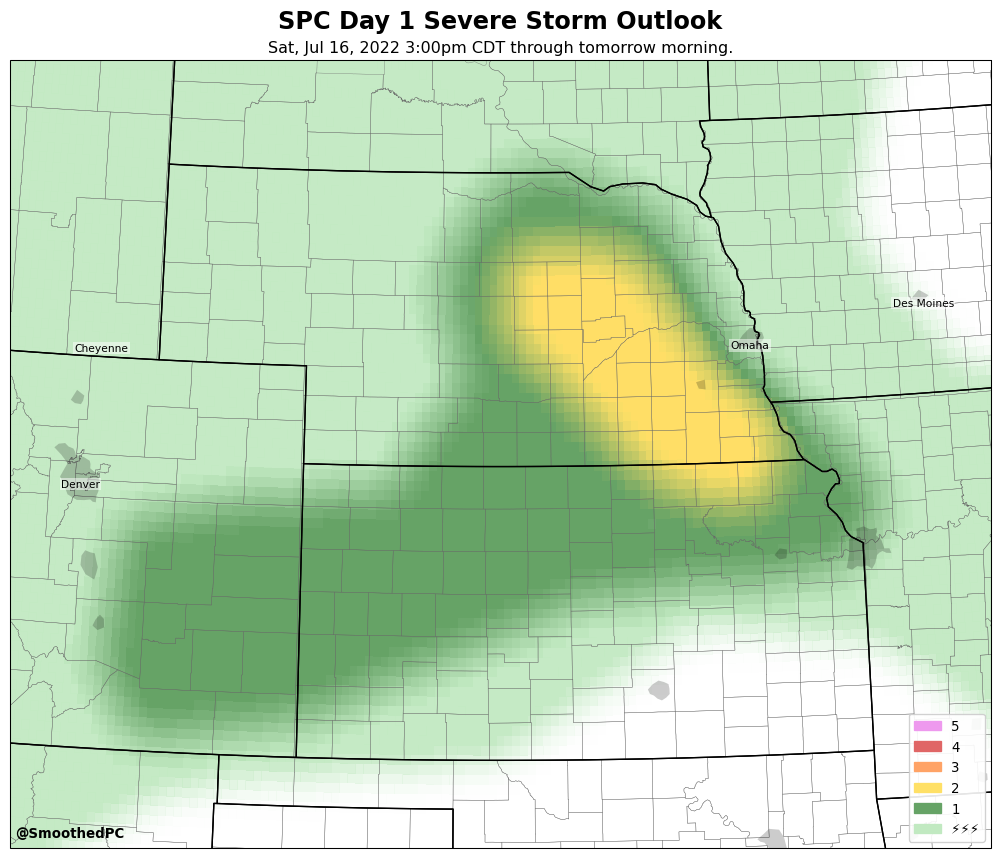 SPC Day 1 Severe Storm Outlook
Sat, Jul 16, 2022 3:00pm CDT through tomorrow morning.
Des Moines
Omaha
Cheyenne
Denver
5
4
3
2
1
⚡⚡⚡
@SmoothedPC